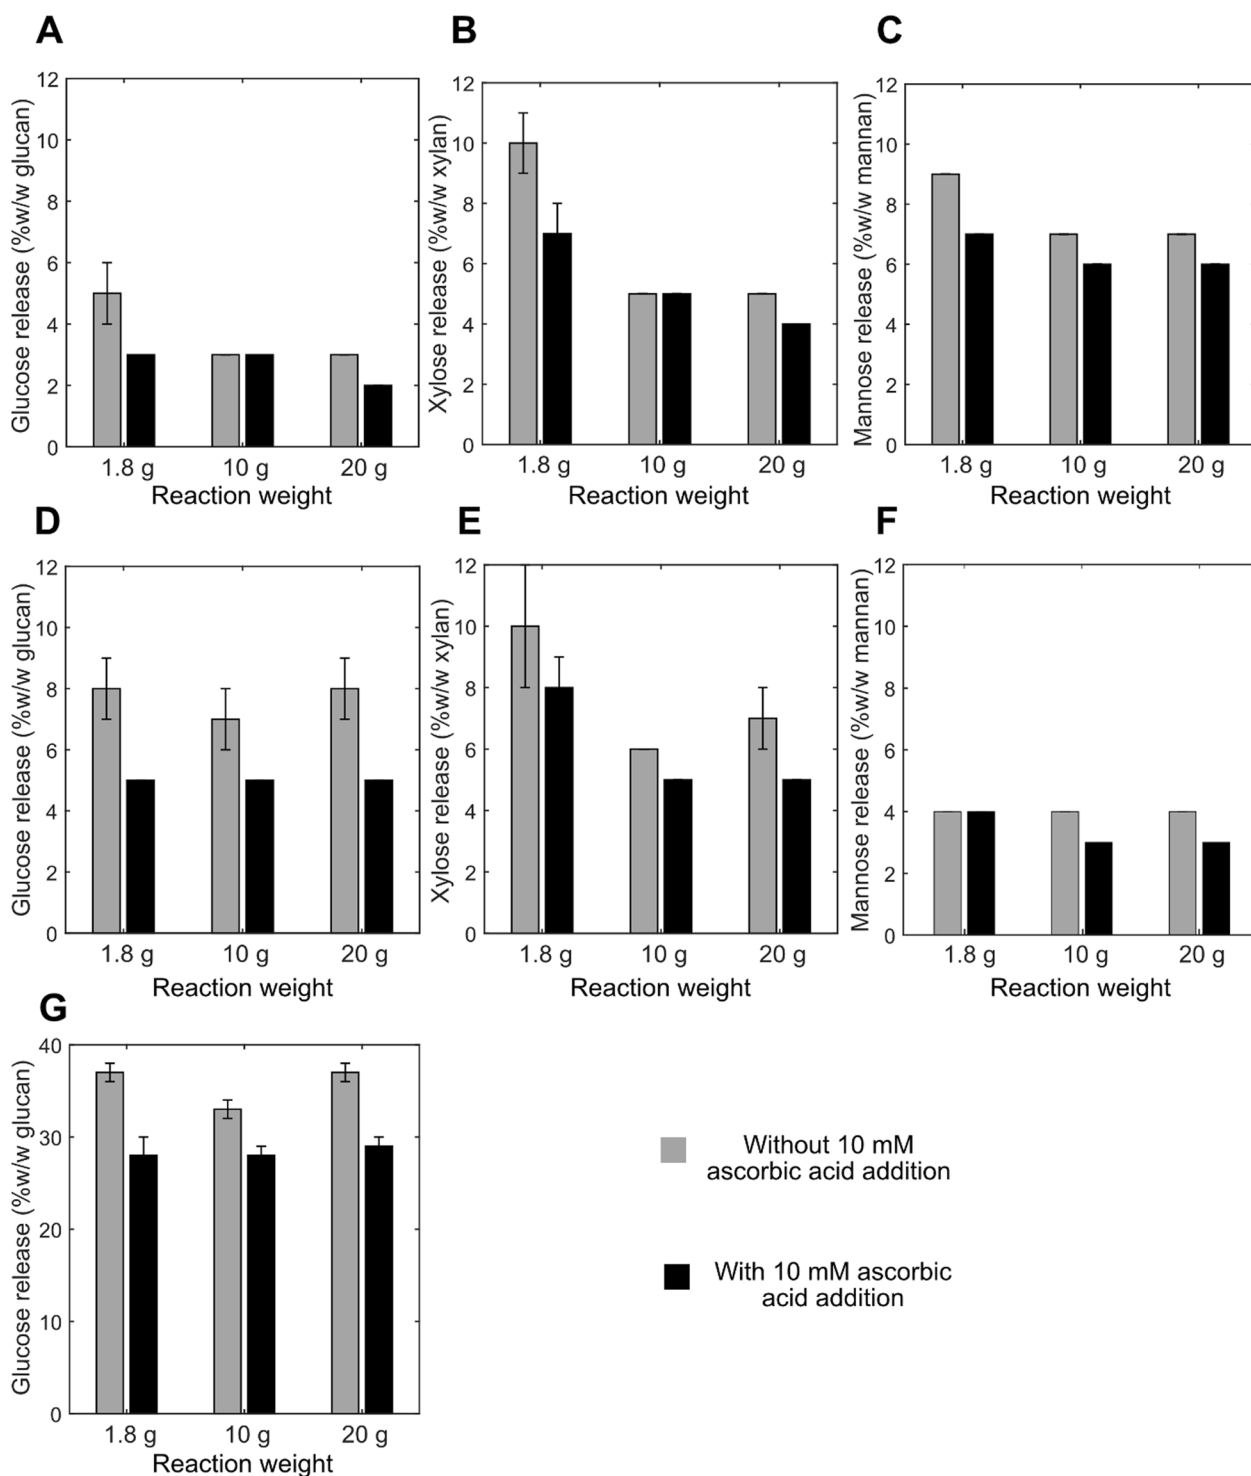 A
Glucose release (%w/w glucan)
12
10
8
6
4
2
0
1.8 g 10 g 20 g
Reaction weight
B
Xylose release (%w/w xylan)
12
10
8
6
4
2
0
1.8 g 10 g 20 g
Reaction weight
C
Mannose release (%w/w mannan)
12
10
8
6
4
2
0
1.8 g 10 g 20 g
Reaction weight
D
Glucose release (%w/w glucan)
12
10
8
6
4
2
0
1.8 g 10 g 20 g
Reaction weight
E
Xylose release (%w/w xylan)
12
10
8
6
4
2
0
1.8 g 10 g 20 g
Reaction weight
F
Mannose release (%w/w mannan)
12
10
8
6
4
2
0
1.8 g 10 g 20 g
Reaction weight
G
Glucose release (%w/w glucan)
40
30
20
10
0
1.8 g 10 g 20 g
Reaction weight
Without 10 mM
ascorbic acid addition
With 10 mM ascorbic
acid addition